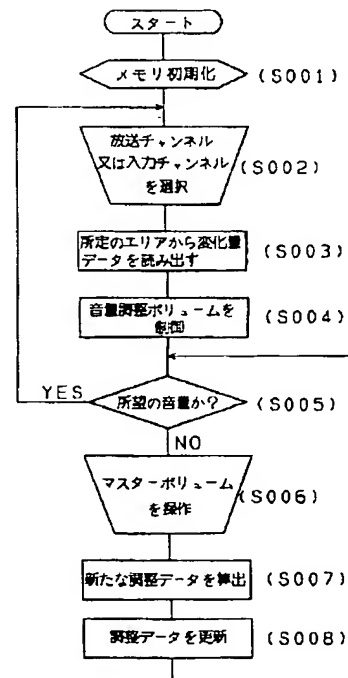 スタート
メモリ初期化 (S001)
放送チャンネル
又は入力チャンネル (S002)
を選択
所定のエリアから変化量 (S003)
データを読み出す
音量調整ボリュームを (S004)
制御
YES 所望の音量か? (S005)
NO
マスターボリューム (S006)
を操作
新たな調整データを算出 (S007)
調整データを更新 (S008)